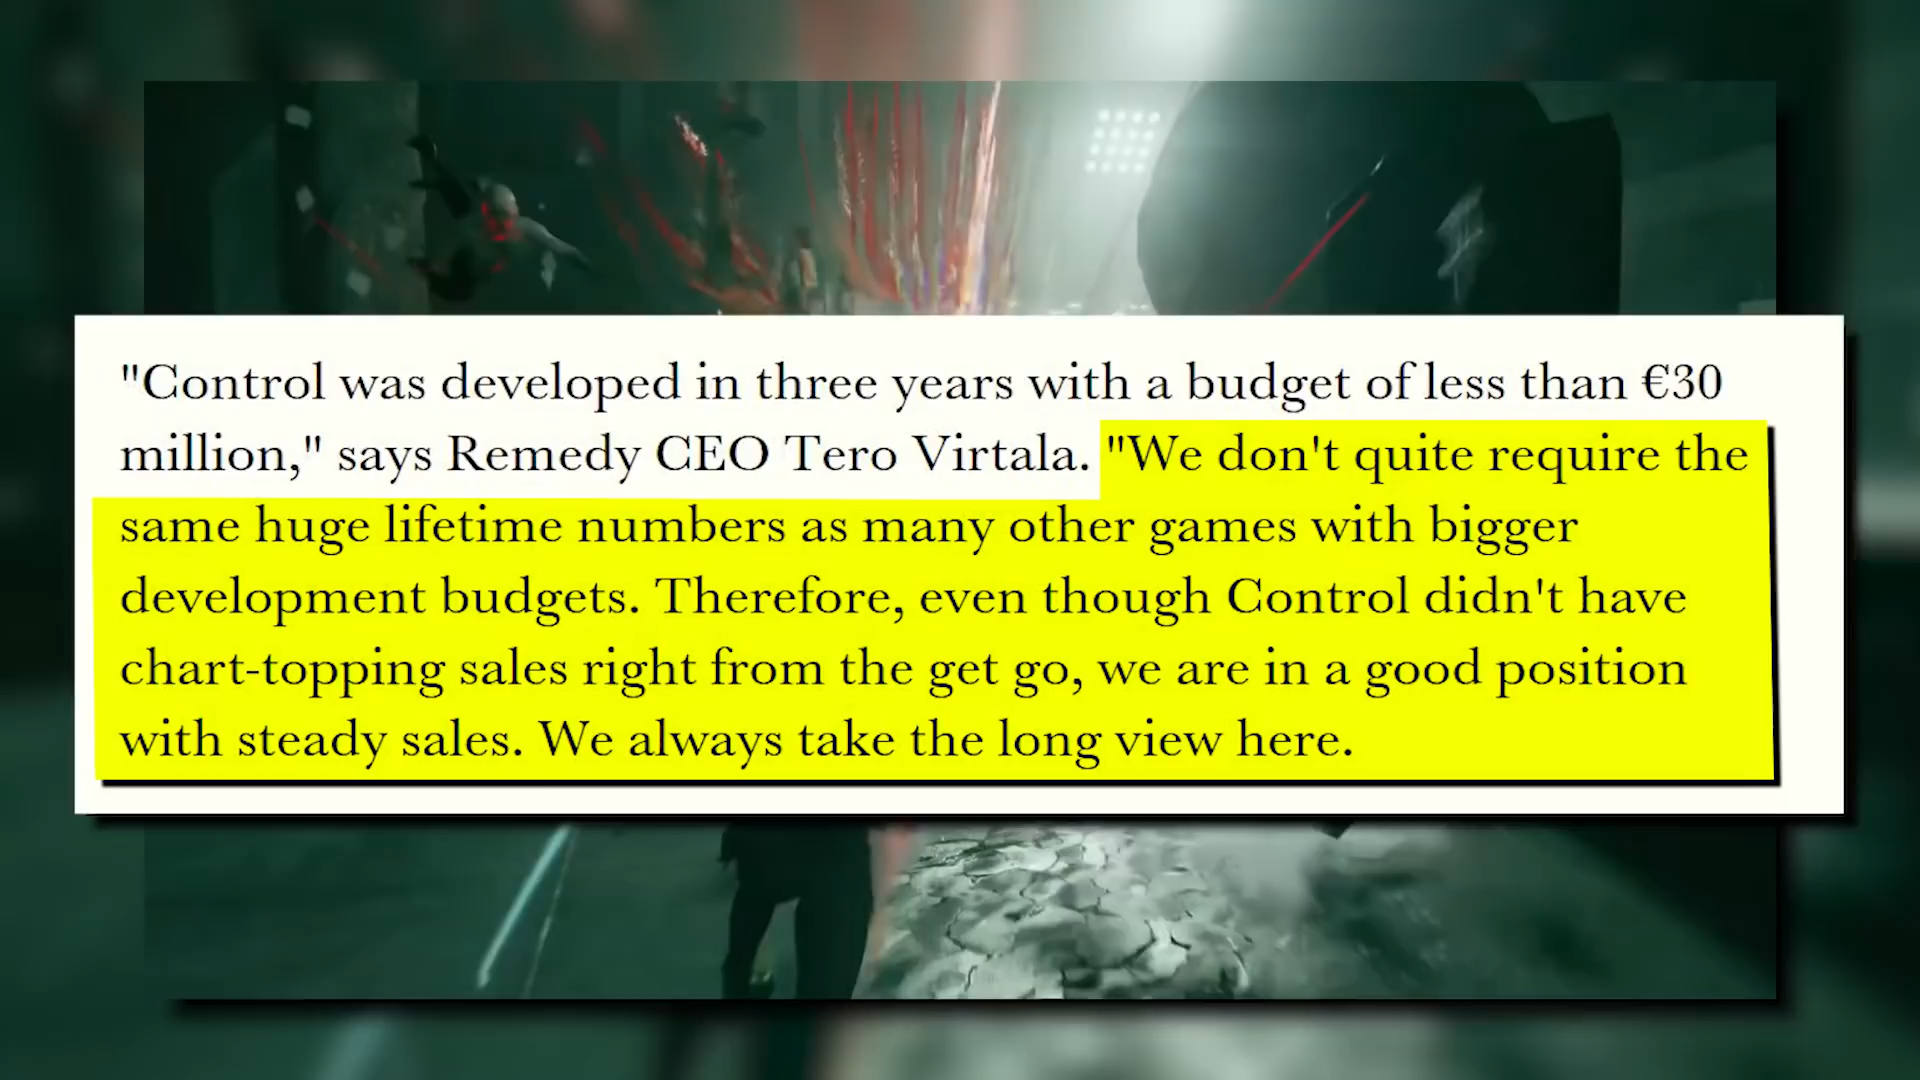 "Control was developed in three years with a budget of less than €30
million," says Remedy CEO Tero Virtala. "We don't quite require the
same huge lifetime numbers as many other games with bigger
development budgets. Therefore, even though Control didn't have
chart-topping sales right from the get go, we are in a good position
with steady sales. We always take the long view here.